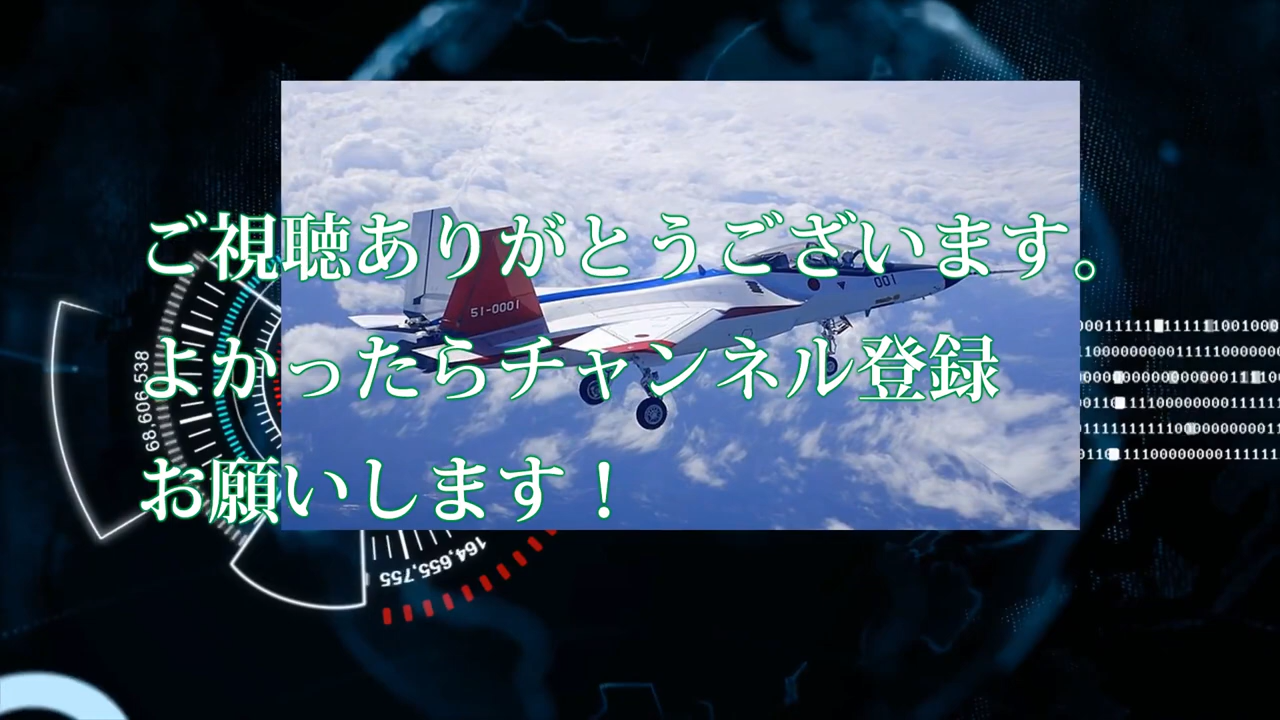 ご視聴ありがとうございます。
よかったらチャンネル登録
お願いします！
001
51-0001
68,606,538
164,655,755